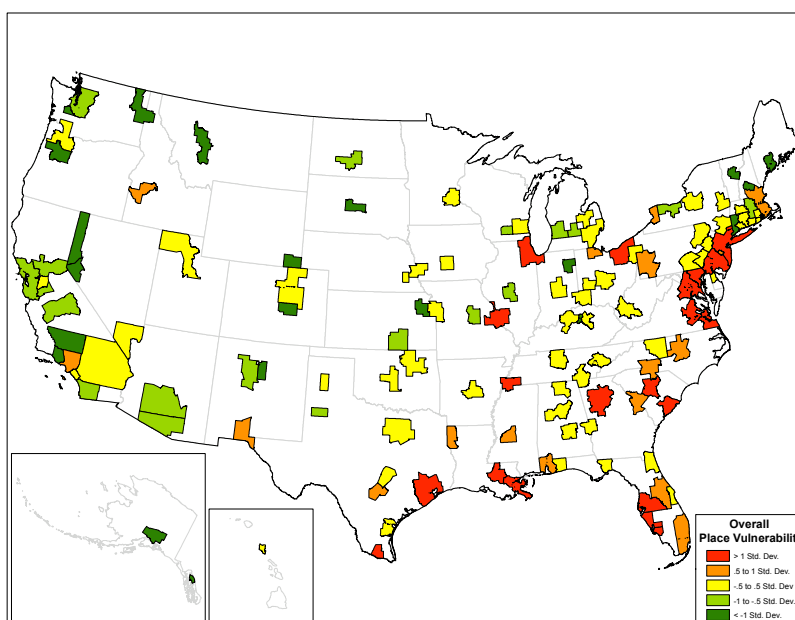 Overall
Place Vulnerabilit
> 1 Std. Dev.
.5 to 1 Std. Dev.
-.5 to .5 Std. Dev
-1 to -.5 Std. Dev.
< -1 Std. Dev.